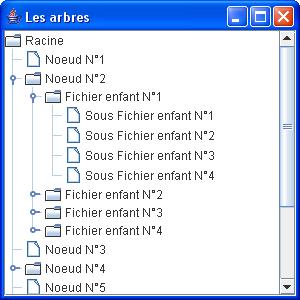 Les arbres
Racine
Noeud N°1
Noeud N°2
Fichier enfant N°1
Sous Fichier enfant N°1
Sous Fichier enfant N°2
Sous Fichier enfant N°3
Sous Fichier enfant N°4
Fichier enfant N°2
Fichier enfant N°3
Fichier enfant N°4
Noeud N°3
Noeud N°4
Noeud N°5